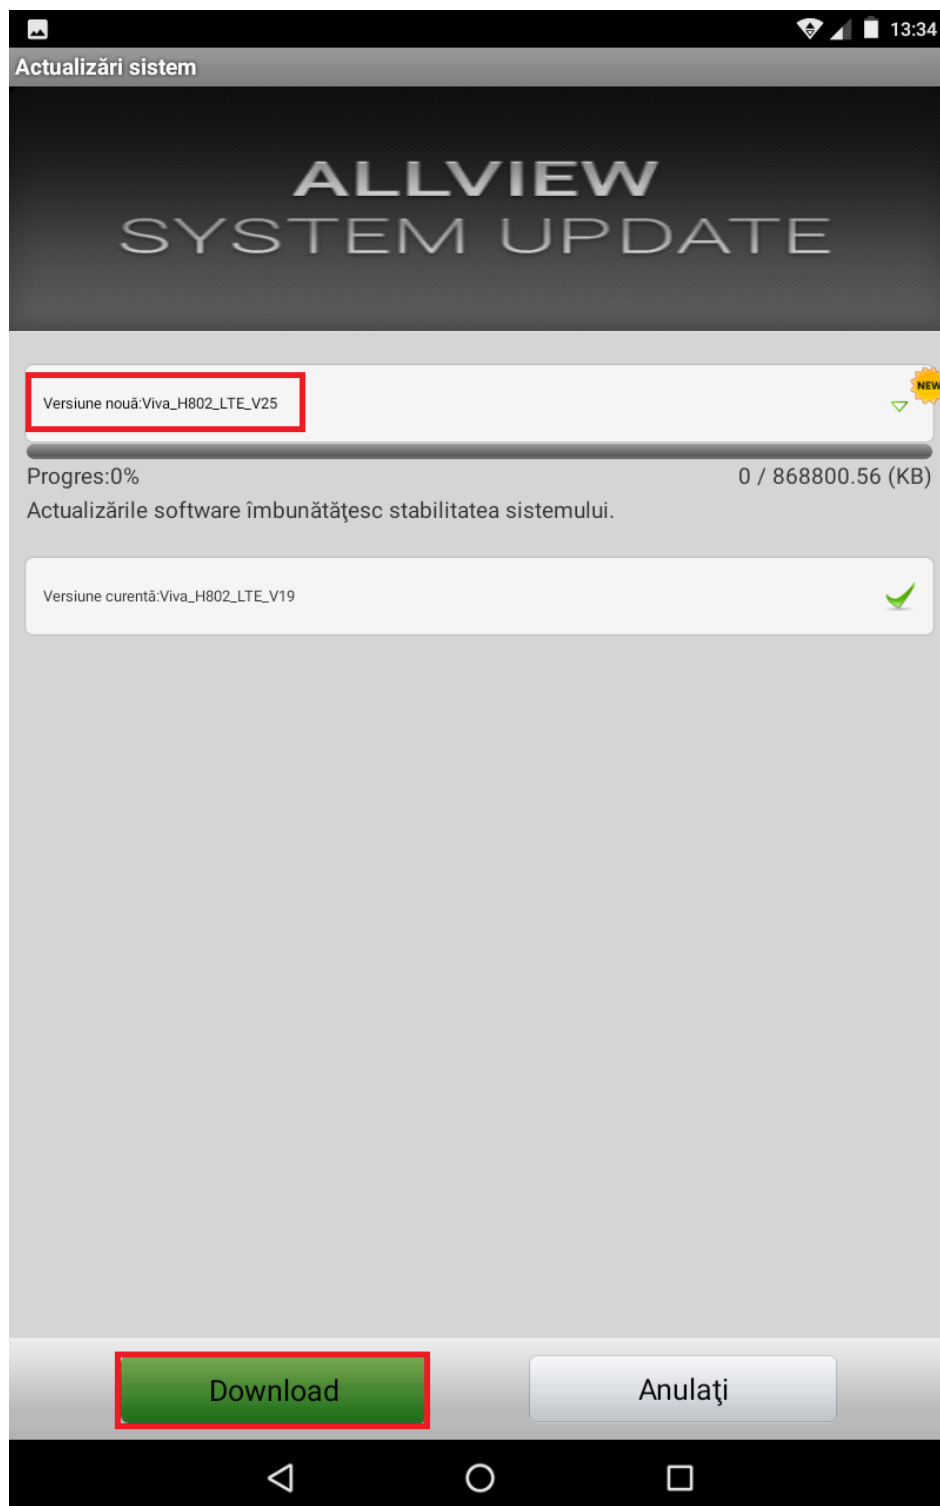 13:34
Actualizări sistem
ALLVIEW
SYSTEM UPDATE
Versiune nouă:Viva_H802_LTE_V25
NEW
Progres:0%
0 / 868800.56 (KB)
Actualizările software îmbunătăţesc stabilitatea sistemului.
Versiune curentă:Viva_H802_LTE_V19
Download
Anulaţi